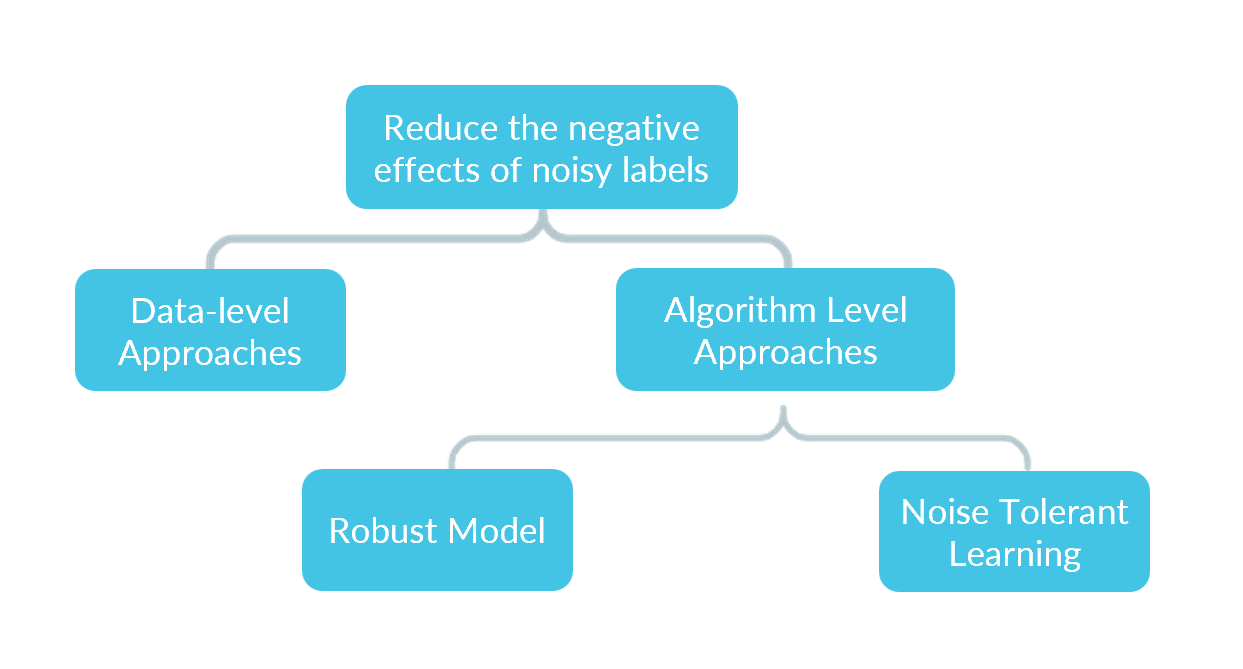 Reduce the negative
effects of noisy labels
Data-level
Approaches
Algorithm Level
Approaches
Robust Model
Noise Tolerant
Learning